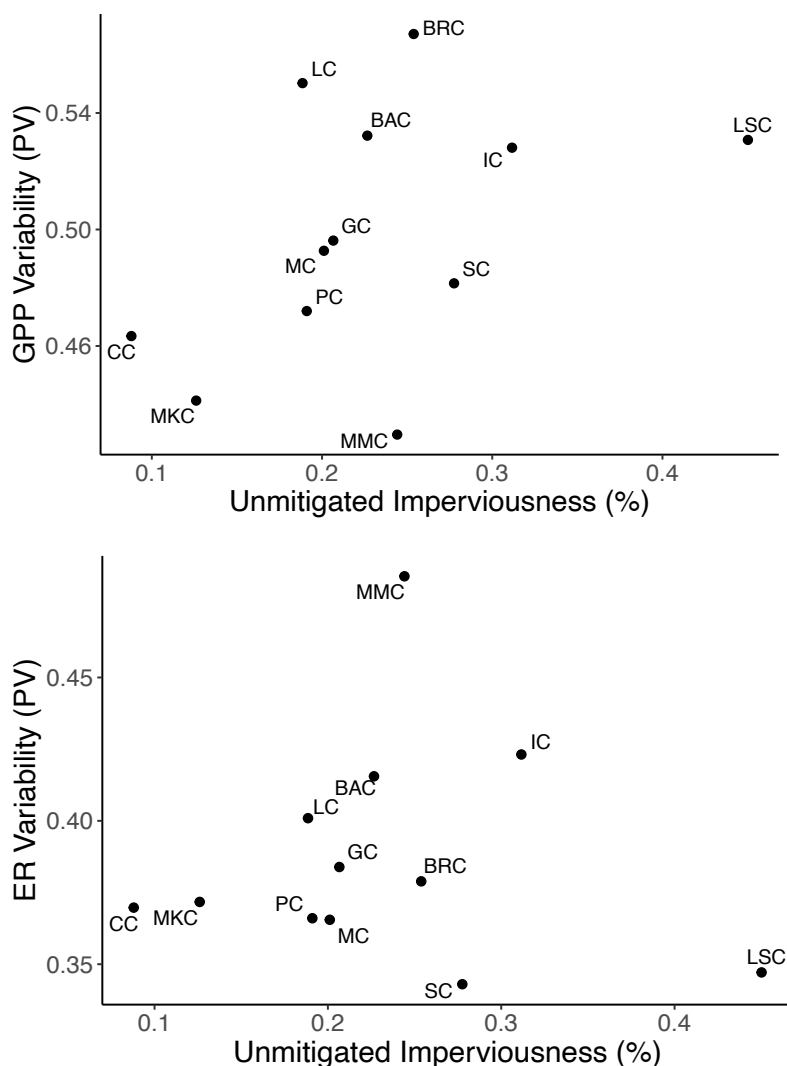 BRC
LC
GPP Variability (PV)
0.54
BAC
LSC
IC
0.50
GC
MC
SC
PC
0.46
CC
MKC
MMC
0.1 0.2 0.3 0.4
Unmitigated Imperviousness (%)
MMC
ER Variability (PV)
0.45
IC
BAC
LC
0.40
GC
BRC
PC
CC
MKC
MC
LSC
0.35
SC
0.1 0.2 0.3 0.4
Unmitigated Imperviousness (%)